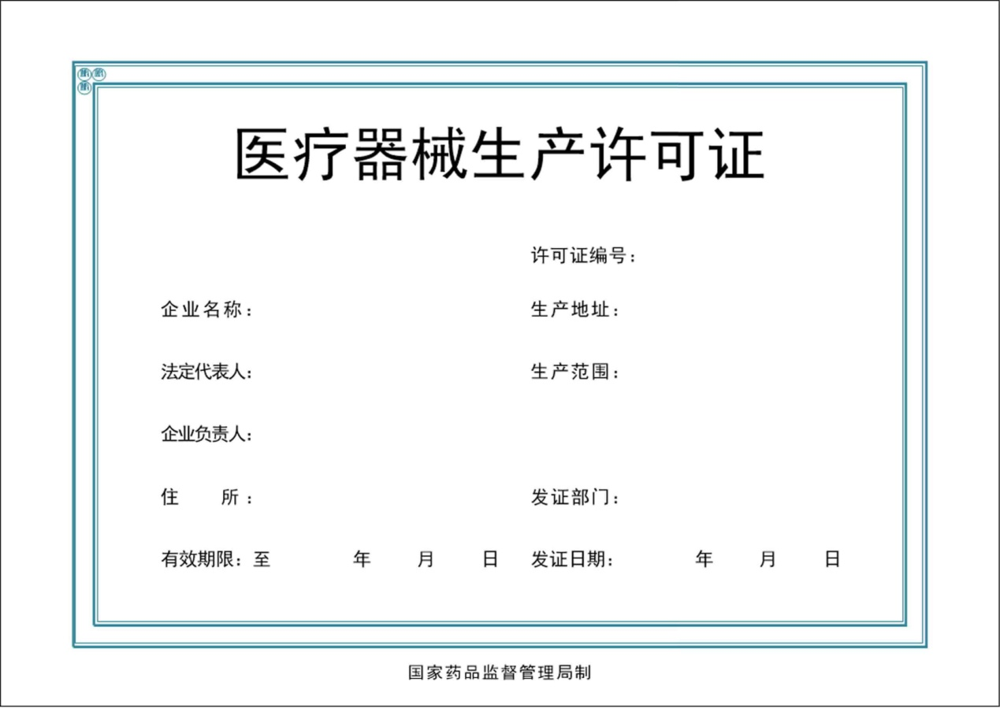 医疗器械生产许可证
许可证编号：
企业名称： 生产地址：
法定代表人： 生产范围：
企业负责人：
住 所： 发证部门：
有效期限：至 年 月 日 发证日期： 年 月 日
国家药品监督管理局制